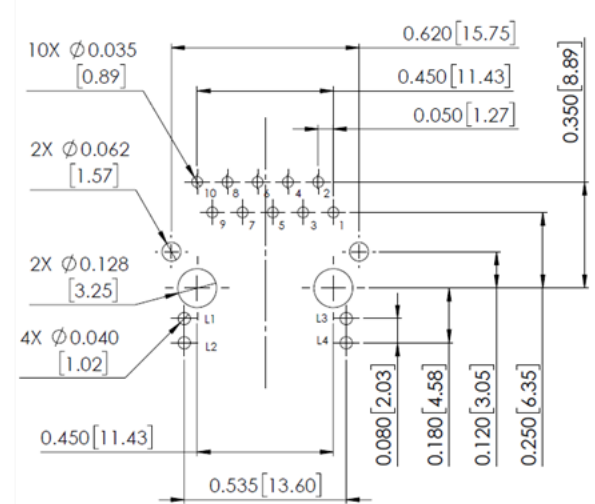 0.620[15.75]
10X Ø0.035
[0.89]
0.450[11.43]
0.050[1.27]
0.350[8.89]
2X Ø0.062
[1.57]
10 8 6 4 2
9 7 5 3 1
2X Ø0.128
[3.25]
L1 L3
4X Ø0.040
[1.02]
L2 L4
0.080[2.03]
0.180[4.58]
0.120[3.05]
0.250[6.35]
0.450[11.43]
0.535[13.60]